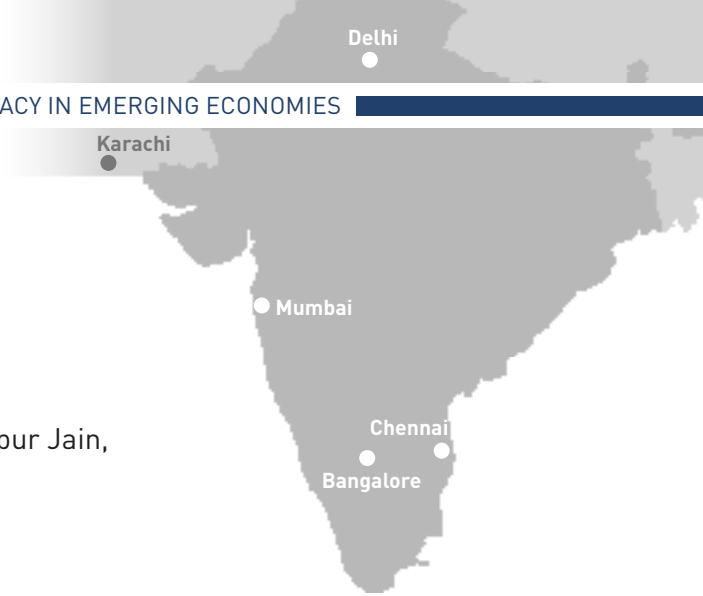 Delhi
ACY IN EMERGING ECONOMIES
Karachi
Mumbai
our Jain,
Chennai
Bangalore